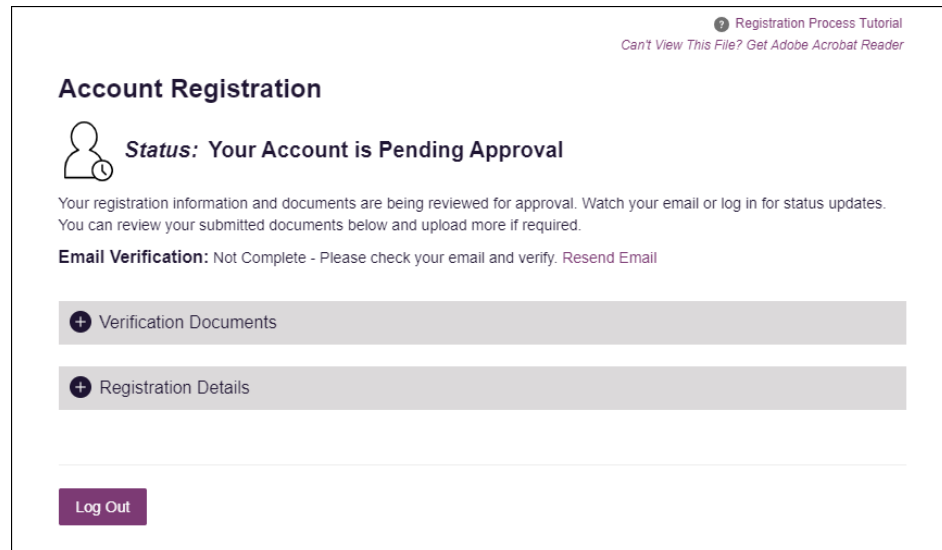 ? Registration Process Tutorial
Can't View This File? Get Adobe Acrobat Reader
Account Registration
Status: Your Account is Pending Approval
Your registration information and documents are being reviewed for approval. Watch your email or log in for status updates.
You can review your submitted documents below and upload more if required.
Email Verification: Not Complete - Please check your email and verify. Resend Email
Verification Documents
Registration Details
Log Out